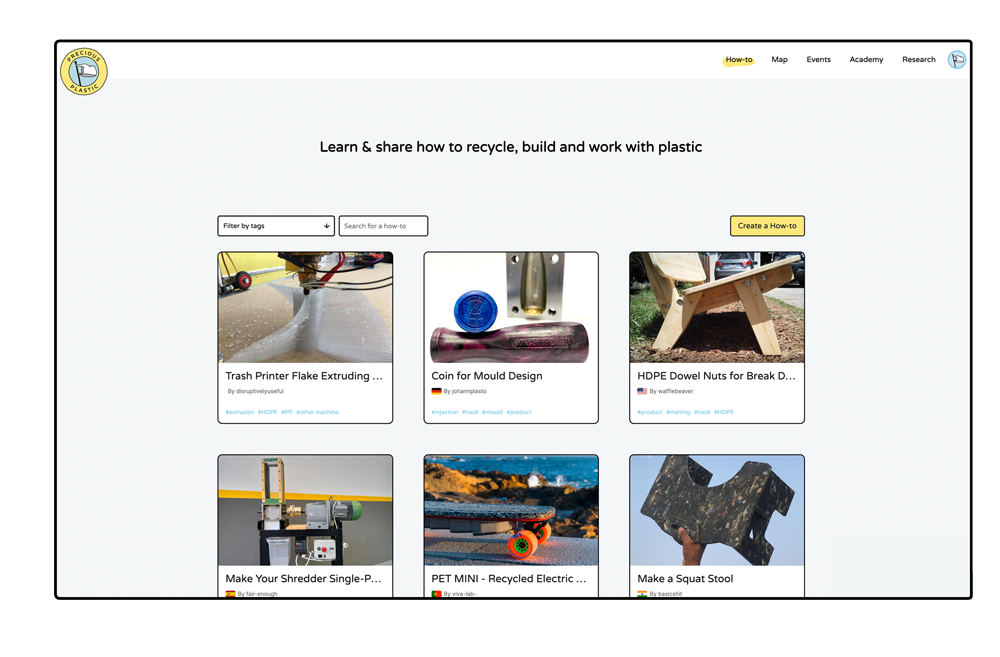 PRECIOUS
PLASTIC
How-to
Map
Events
Academy
Research
Learn & share how to recycle, build and work with plastic
Filter by tags
Search for a how-to
Create a How-to
Trash Printer Flake Extruding ...
By disruptivelyuseful
#extrusion #HDPE #PP #other machine
Coin for Mould Design
By johannplasto
#injection #hack #mould #product
HDPE Dowel Nuts for Break D...
By wafflebeaver
#product #melting #hack #HDPE
Make Your Shredder Single-P...
By fair-enough
PET MINI - Recycled Electric ...
By viva-lab-
Make a Squat Stool
By basicshit